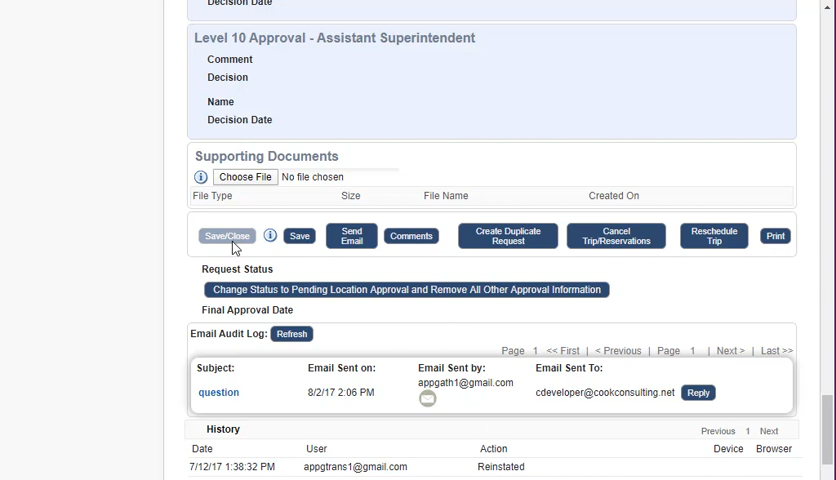 Decision Date
Level 10 Approval - Assistant Superintendent
Comment
Decision
Name
Decision Date
Supporting Documents
Choose File No file chosen
File Type Size File Name Created On
Save/Close Save Send Email Comments Create Duplicate Request Cancel Trip/Reservations Reschedule Trip Print
Request Status
Change Status to Pending Location Approval and Remove All Other Approval Information
Final Approval Date
Email Audit Log: Refresh
Page 1 << First | < Previous | Page 1 | Next > | Last >>
Subject: Email Sent on: Email Sent by: Email Sent To:
question 8/2/17 2:06 PM appgath1@gmail.com cdeveloper@cookconsulting.net Reply
History Previous 1 Next
Date User Action Device Browser
7/12/17 1:38:32 PM appgtrans1@gmail.com Reinstated